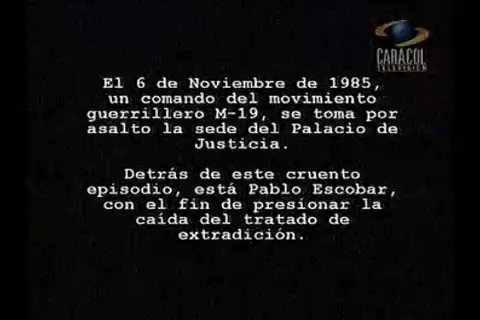 CARACOL
TELEVISIÓN
El 6 de Noviembre de 1985,
un comando del movimiento
guerrillero M-19, se toma por
asalto la sede del Palacio de
Justicia.
Detrás de este cruento
episodio, está Pablo Escobar,
con el fin de presionar la
caída del tratado de
extradición.